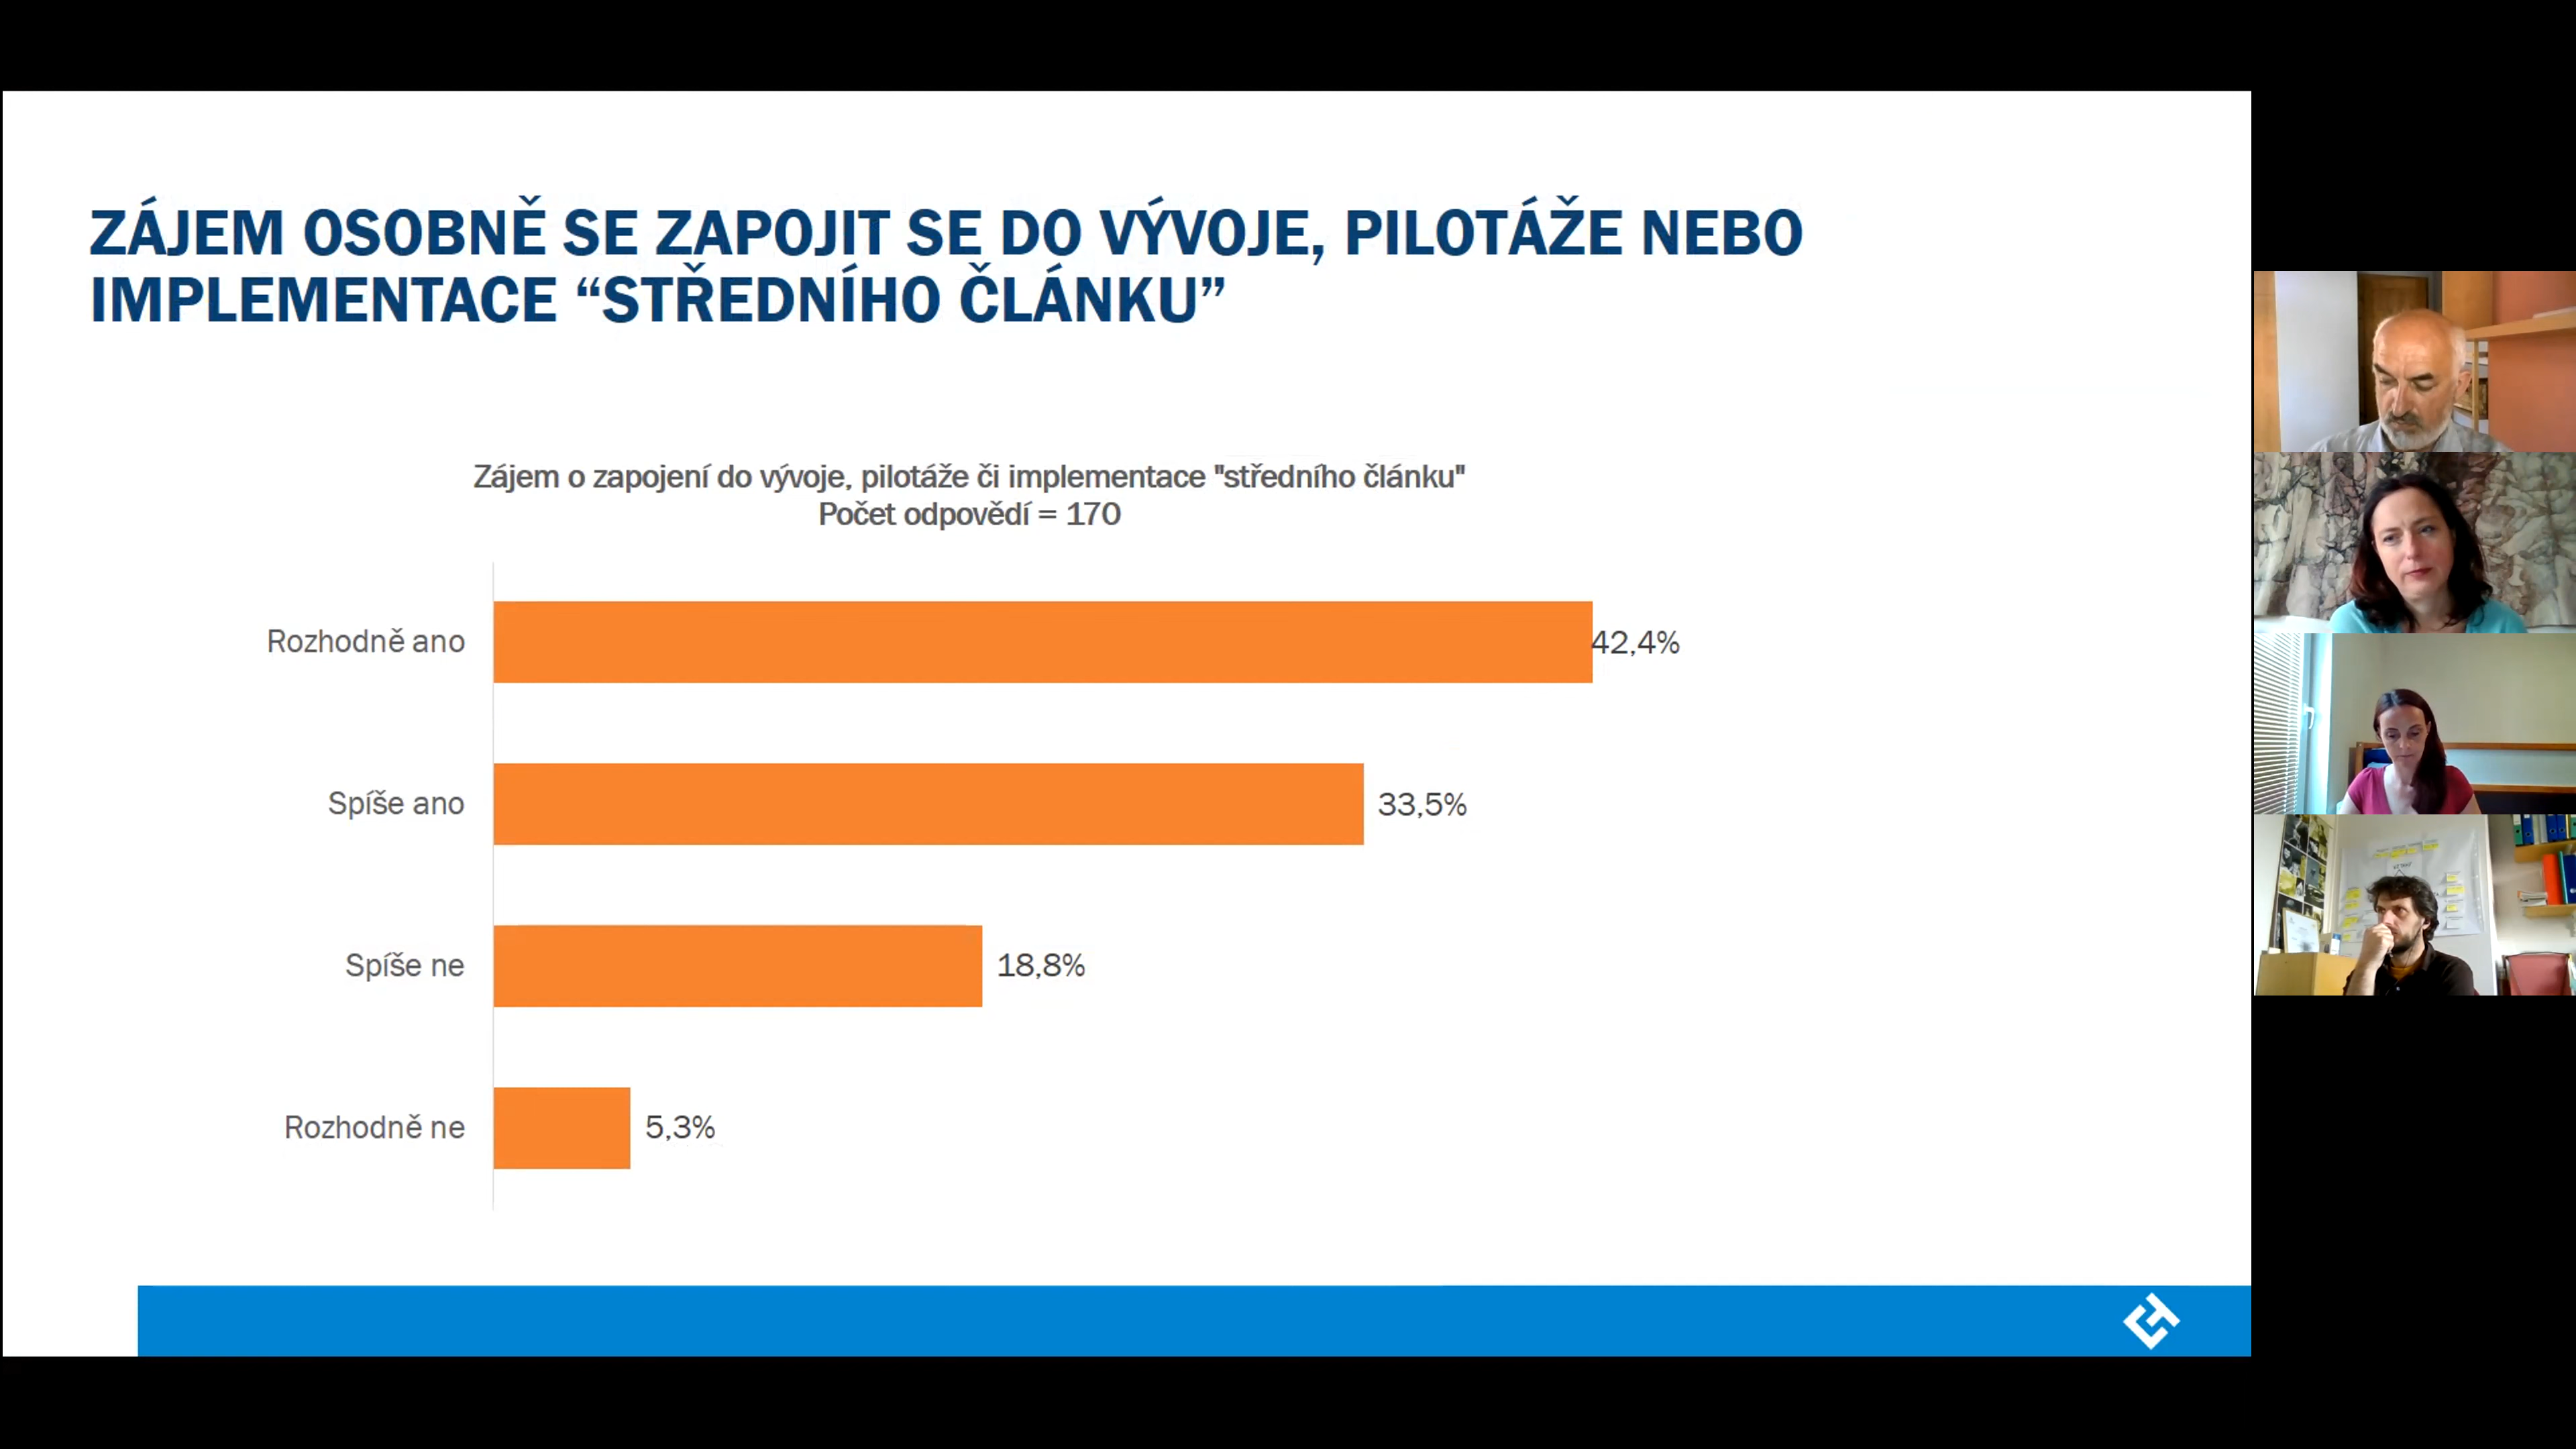 ZÁJEM OSOBNĚ SE ZAPOJIT SE DO VÝVOJE, PILOTÁŽE NEBO
IMPLEMENTACE “STŘEDNÍHO ČLÁNKU”
Zájem o zapojení do vývoje, pilotáže či implementace "středního článku"
Počet odpovědí = 170
Rozhodně ano
42,4%
Spíše ano
33,5%
Spíše ne
18,8%
Rozhodně ne
5,3%